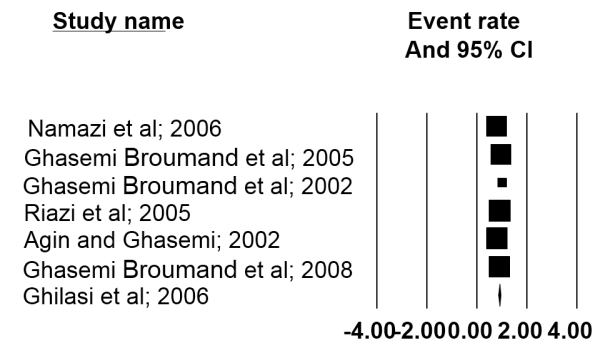 Study name
Event rate
And 95% CI
Namazi et al; 2006
Ghasemi Broumand et al; 2005
Ghasemi Broumand et al; 2002
Riazi et al; 2005
Agin and Ghasemi; 2002
Ghasemi Broumand et al; 2008
Ghilasi et al; 2006
-4.00 -2.00 0.00 2.00 4.00